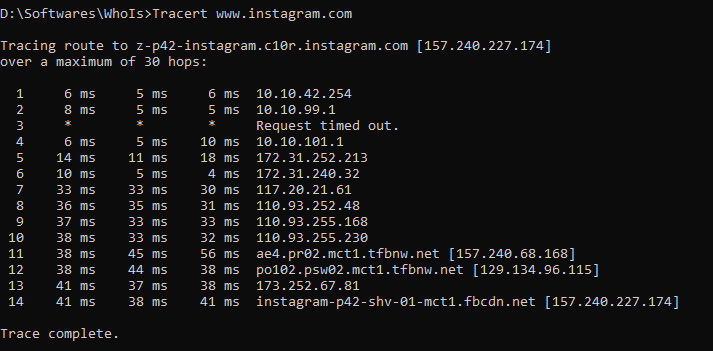 D:\Softwares\WhoIs>Tracert www.instagram.com
Tracing route to z-p42-instagram.c10r.instagram.com [157.240.227.174]
over a maximum of 30 hops:
1 6 ms 5 ms 6 ms 10.10.42.254
2 8 ms 5 ms 5 ms 10.10.99.1
3 * * * Request timed out.
4 6 ms 5 ms 10 ms 10.10.101.1
5 14 ms 11 ms 18 ms 172.31.252.213
6 10 ms 5 ms 4 ms 172.31.240.32
7 33 ms 33 ms 30 ms 117.20.21.61
8 36 ms 35 ms 31 ms 110.93.252.48
9 37 ms 33 ms 33 ms 110.93.255.168
10 38 ms 33 ms 32 ms 110.93.255.230
11 38 ms 45 ms 56 ms ae4.pr02.mct1.tfbnw.net [157.240.68.168]
12 38 ms 44 ms 38 ms po102.psw02.mct1.tfbnw.net [129.134.96.115]
13 41 ms 37 ms 38 ms 173.252.67.81
14 41 ms 38 ms 41 ms instagram-p42-shv-01-mct1.fbcdn.net [157.240.227.174]
Trace complete.